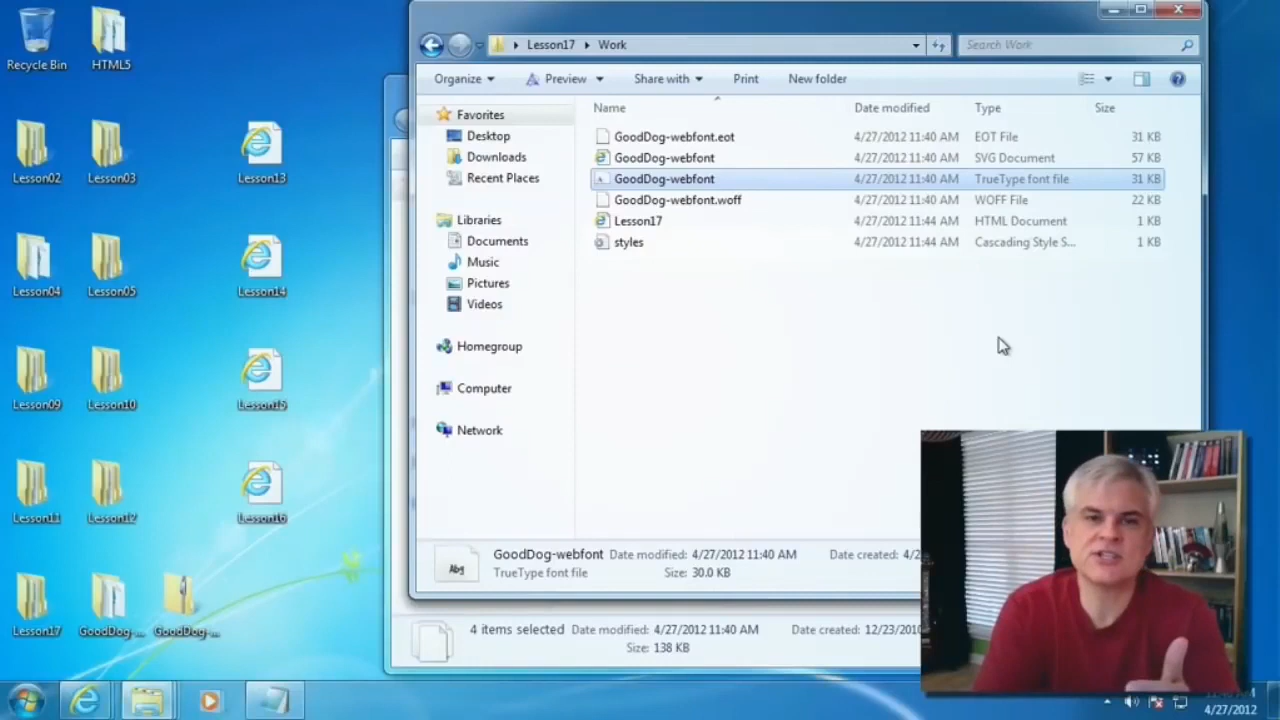 Recycle Bin
HTML5
Lesson02
Lesson03
Lesson13
Lesson04
Lesson05
Lesson14
Lesson09
Lesson10
Lesson15
Lesson11
Lesson12
Lesson16
Lesson17
GoodDog-...
GoodDog-...
Lesson17
Work
Search Work
Organize
Preview
Share with
Print
New folder
Favorites
Desktop
Downloads
Recent Places
Libraries
Documents
Music
Pictures
Videos
Homegroup
Computer
Network
Name Date modified Type Size
GoodDog-webfont.eot 4/27/2012 11:40 AM EOT File 31 KB
GoodDog-webfont 4/27/2012 11:40 AM SVG Document 57 KB
GoodDog-webfont 4/27/2012 11:40 AM TrueType font file 31 KB
GoodDog-webfont.woff 4/27/2012 11:40 AM WOFF File 22 KB
Lesson17 4/27/2012 11:44 AM HTML Document 1 KB
styles 4/27/2012 11:44 AM Cascading Style S... 1 KB
Abg
GoodDog-webfont Date modified: 4/27/2012 11:40 AM Date created: 4/2
TrueType font file Size: 30.0 KB
4 items selected Date modified: 4/27/2012 11:40 AM Date created: 12/23/2010
Size: 138 KB
4/27/2012